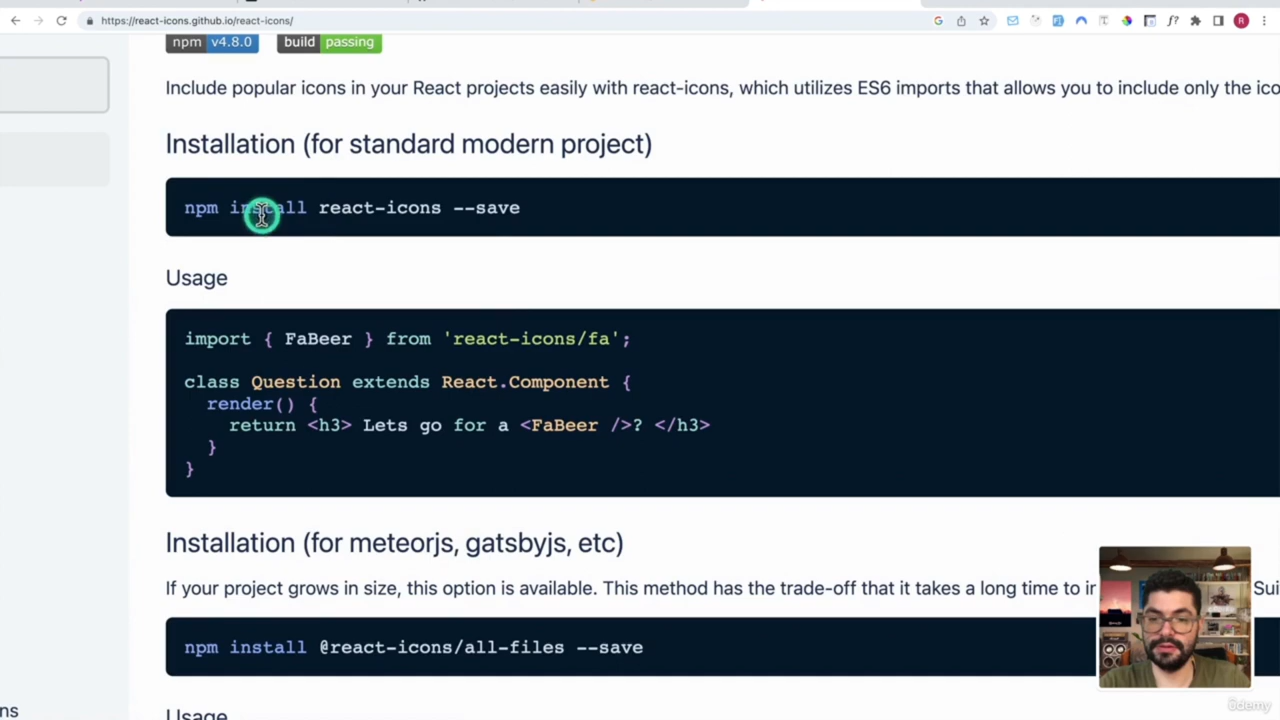 https://react-icons.github.io/react-icons/
npm v4.8.0 build passing
Include popular icons in your React projects easily with react-icons, which utilizes ES6 imports that allows you to include only the
Installation (for standard modern project)
npm install react-icons --save
Usage
import { FaBeer } from 'react-icons/fa';
class Question extends React.Component {
render() {
return <h3> Lets go for a <FaBeer />? </h3>
}
}
Installation (for meteorjs, gatsbyjs, etc)
If your project grows in size, this option is available. This method has the trade-off that it takes a long time to
npm install @react-icons/all-files --save
Usage
ûdemy